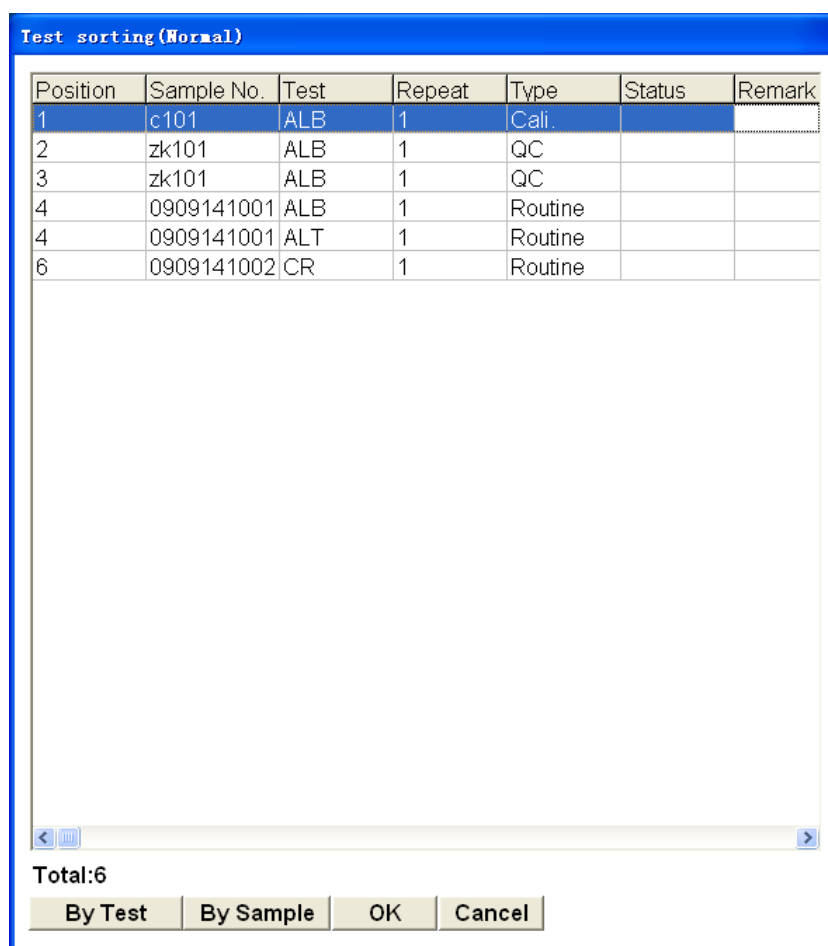 Test sorting(Normal)
Position Sample No. Test Repeat Type Status Remark
1 c101 ALB 1 Cali.
2 zk101 ALB 1 QC
3 zk101 ALB 1 QC
4 0909141001 ALB 1 Routine
4 0909141001 ALT 1 Routine
6 0909141002 CR 1 Routine
Total:6
By Test By Sample OK Cancel